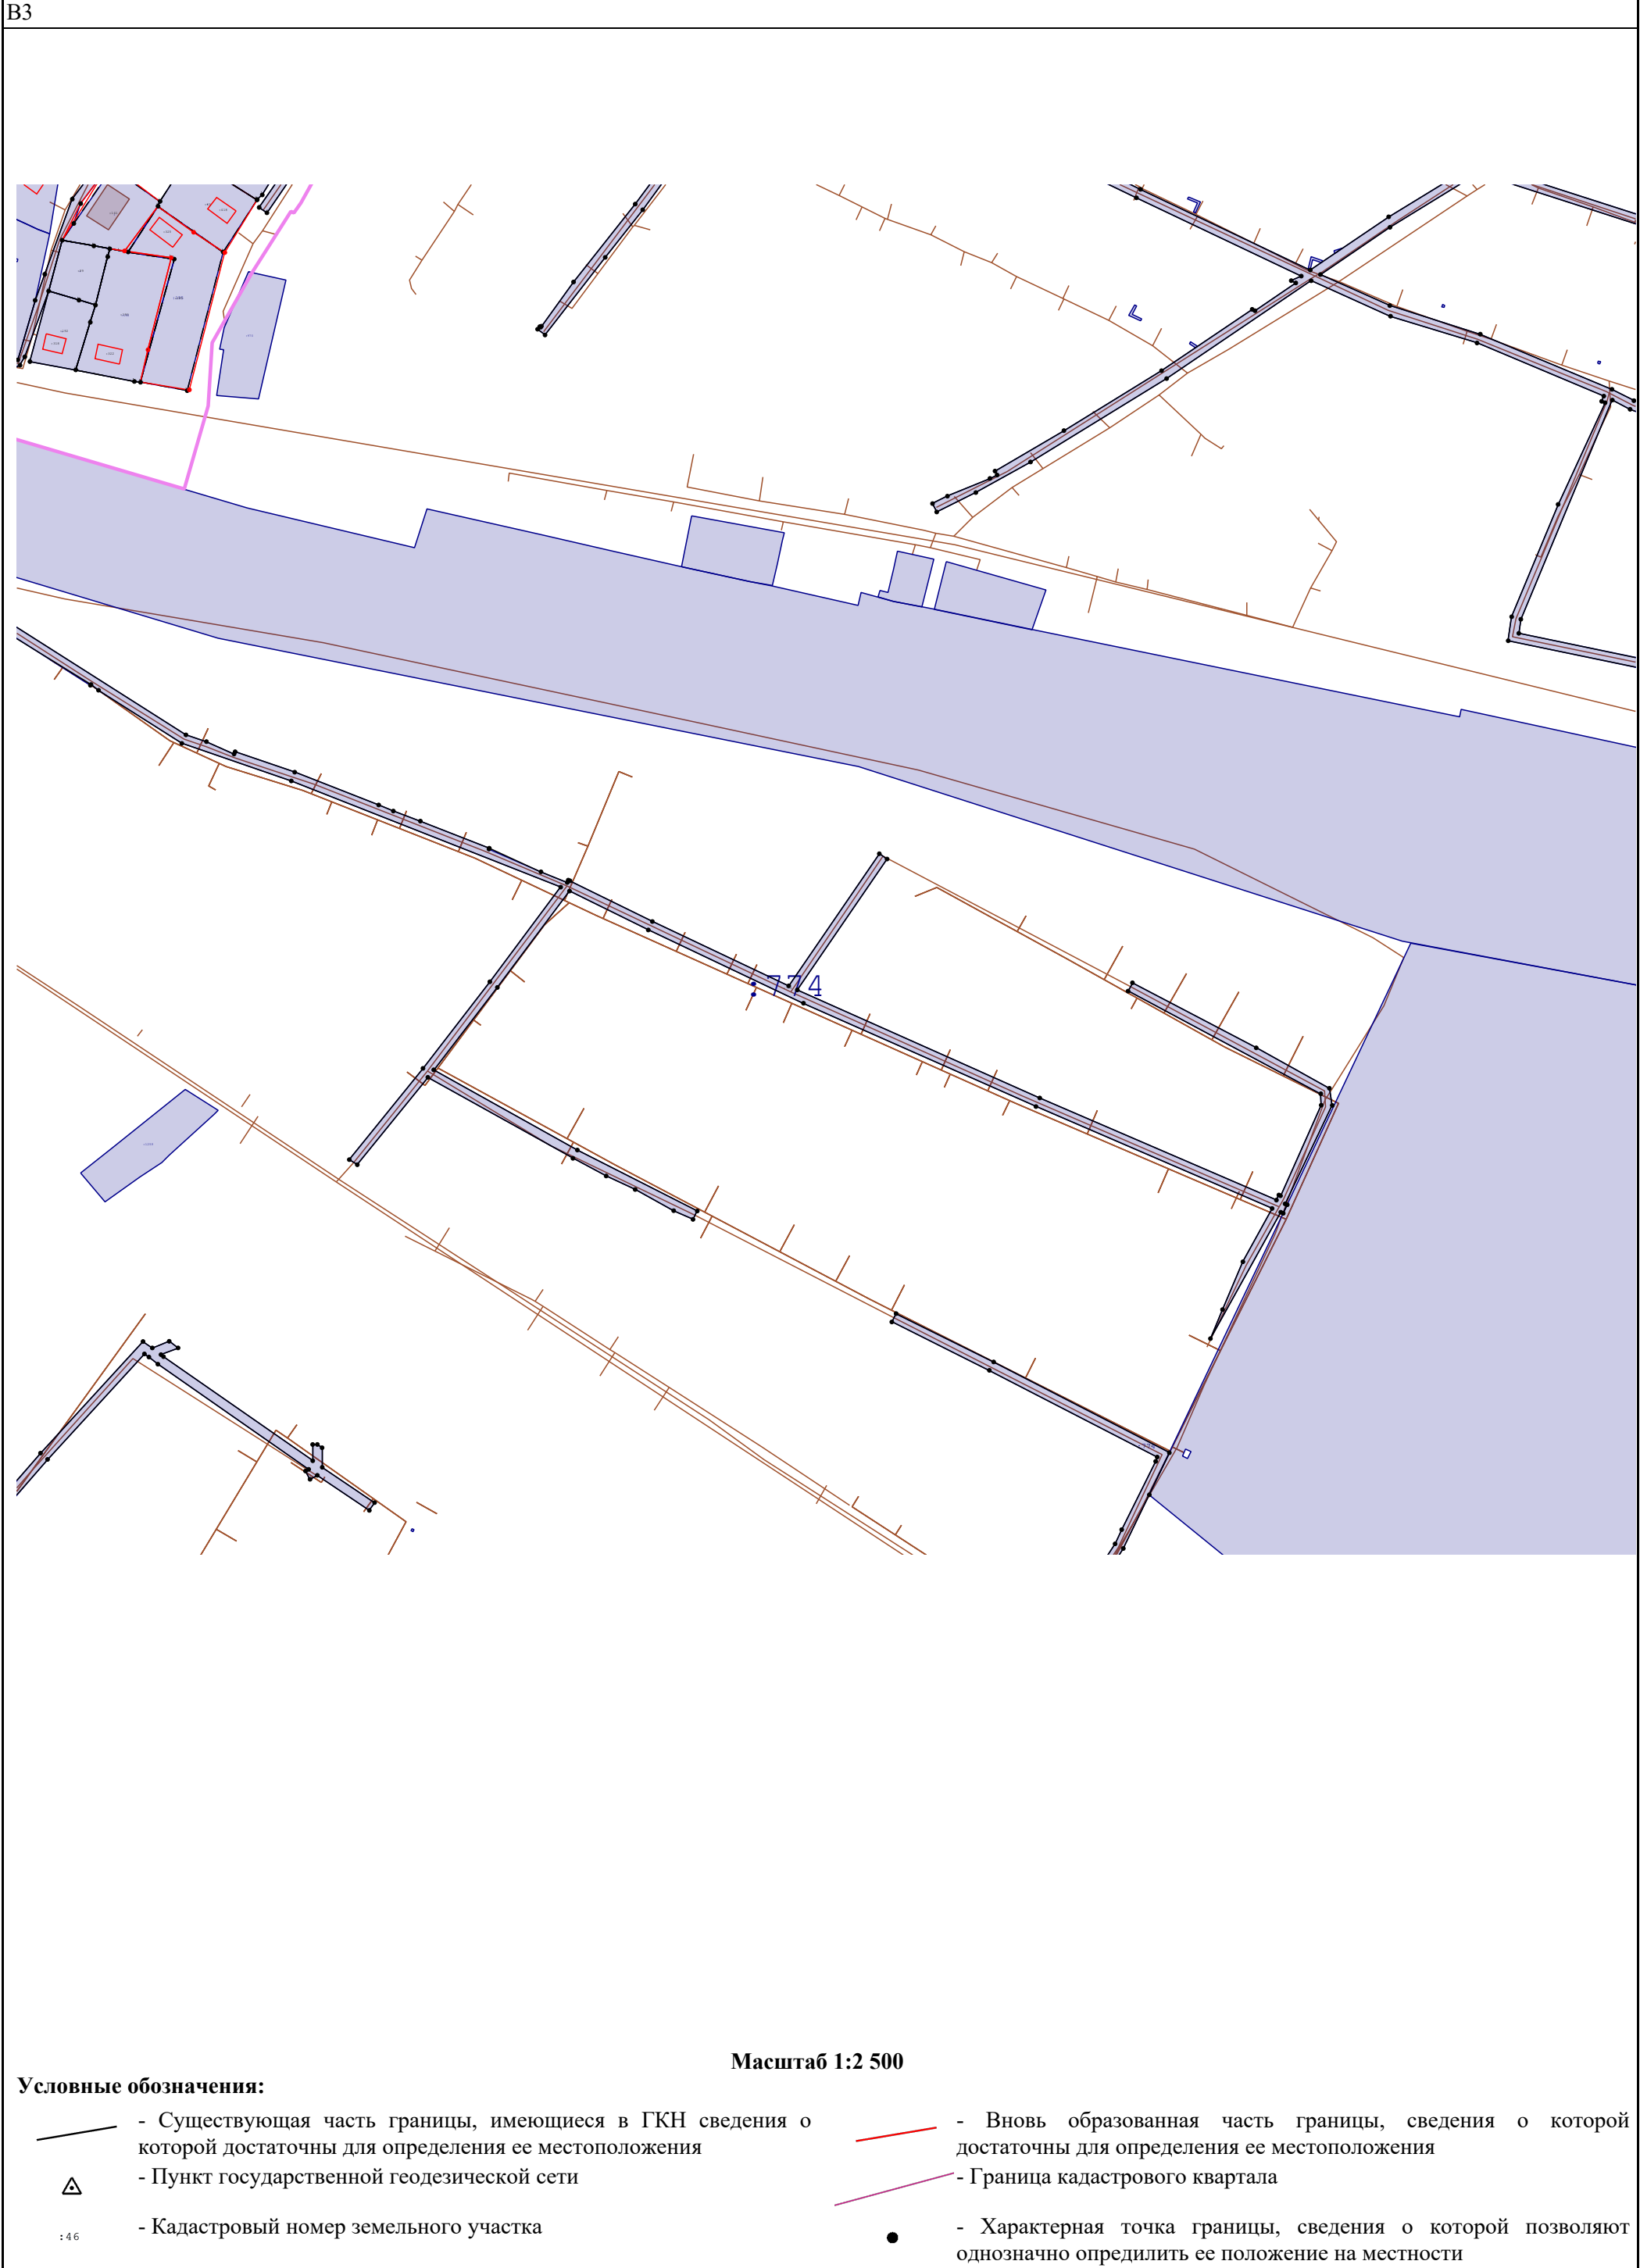 В3
:774
Масштаб 1:2 500
Условные обозначения:
- Существующая часть границы, имеющиеся в ГКН сведения о
которой достаточны для определения ее местоположения
- Вновь образованная часть границы, сведения о которой
достаточны для определения ее местоположения
- Пункт государственной геодезической сети
- Граница кадастрового квартала
:46
- Кадастровый номер земельного участка
- Характерная точка границы, сведения о которой позволяют
однозначно опредилить ее положение на местности